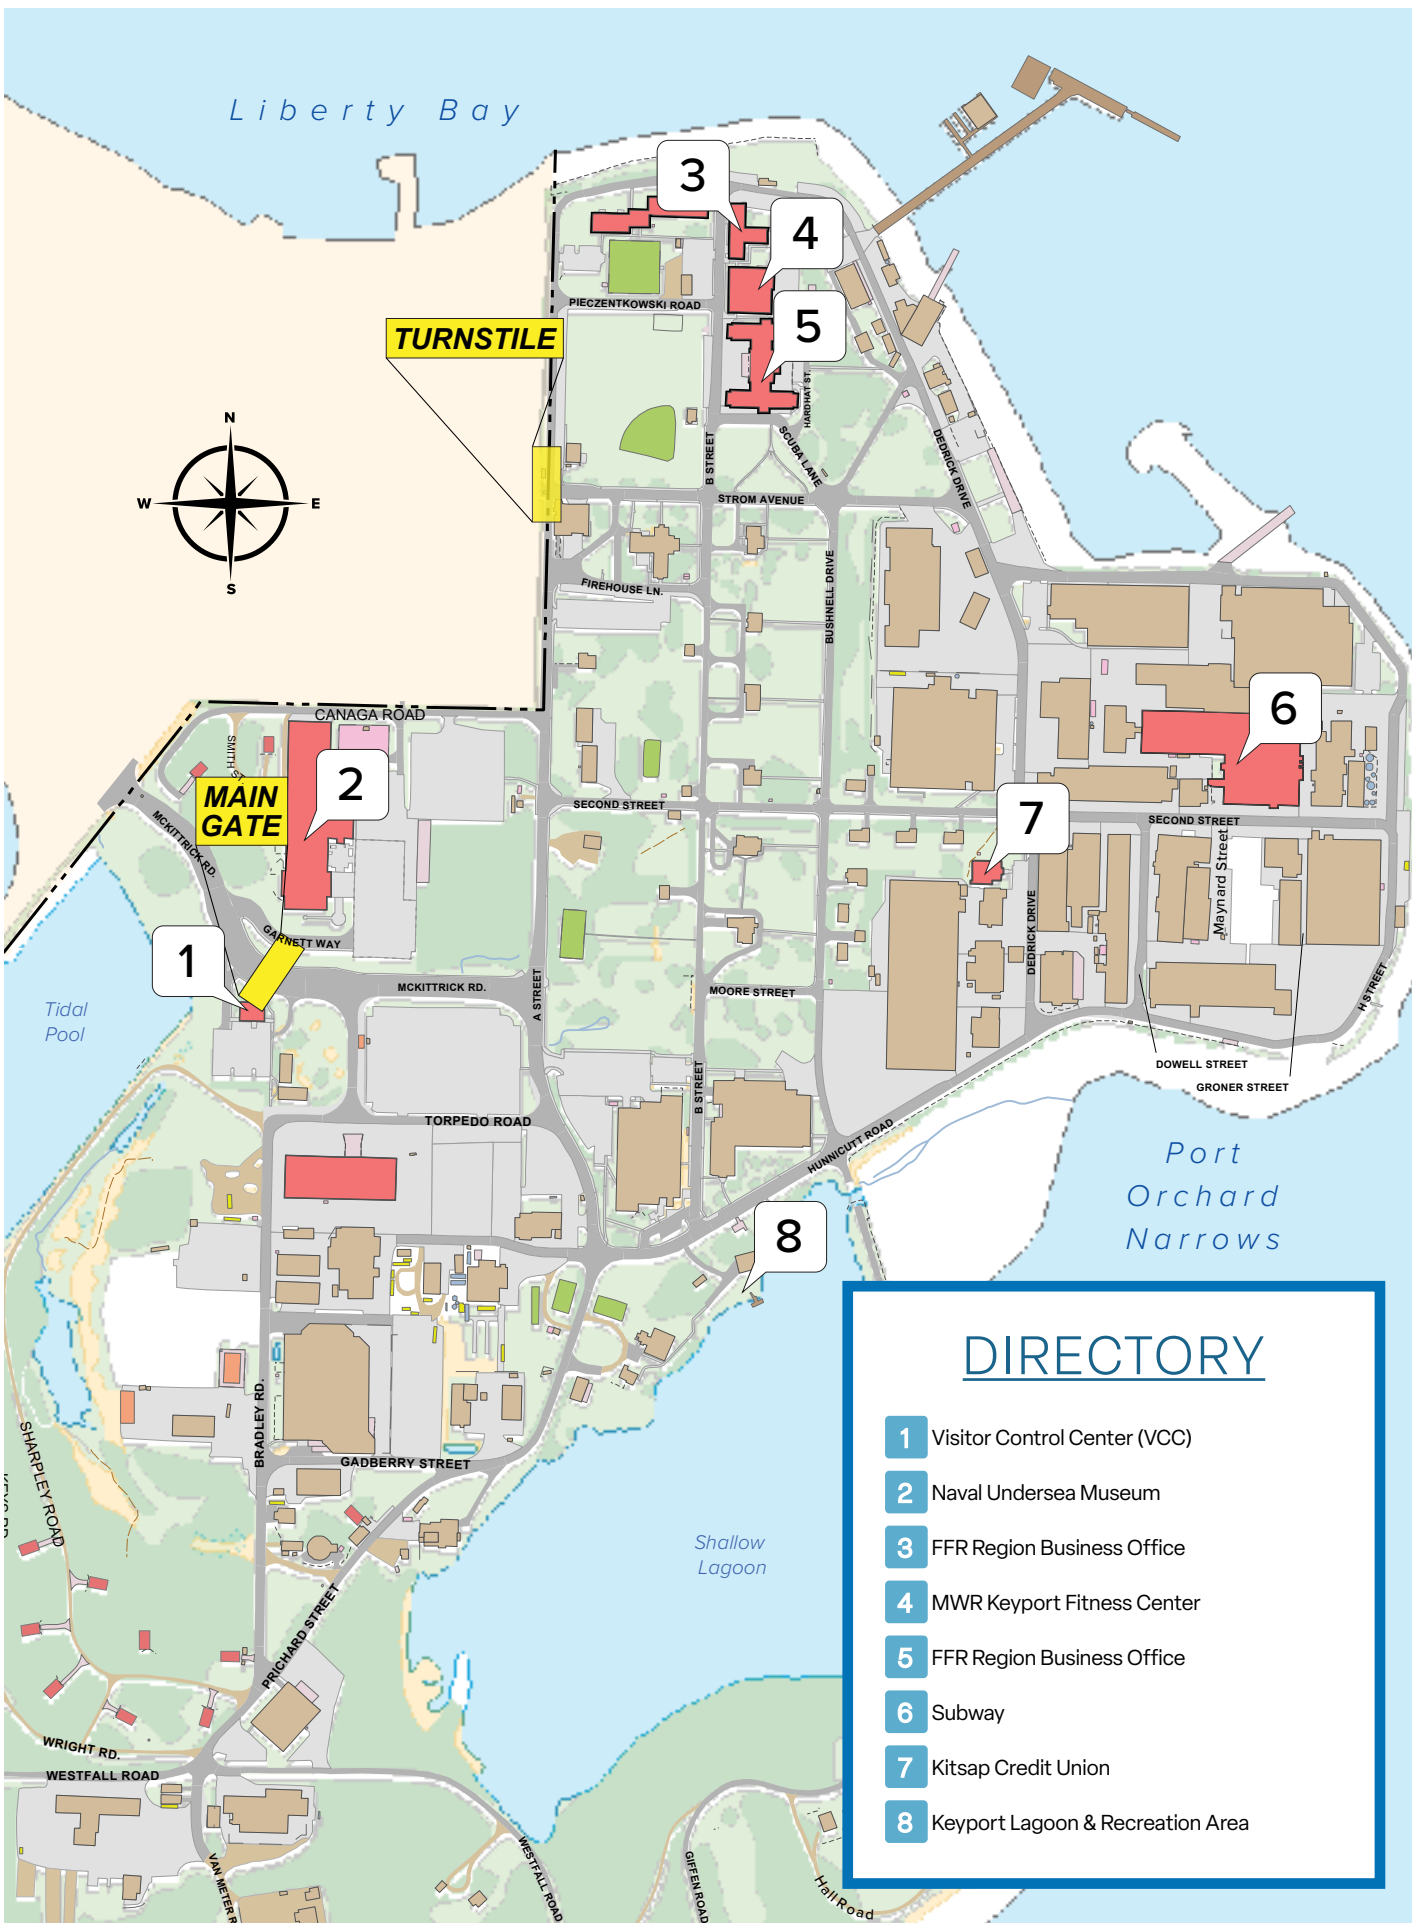 Liberty Bay
3
4
PIECZENTKOWSKI ROAD
5
TURNSTILE
HARDHAT ST.
N
W
E
S
B STREET
SCUBA LANE
DEDRICK DRIVE
STROM AVENUE
FIREHOUSE LN.
BUSHNELL DRIVE
CANAGA ROAD
6
SMITH ST.
2
MAIN
GATE
MCKITTRICK RD.
SECOND STREET
7
SECOND STREET
Maynard Street
GARNETT WAY
1
DEDRICK DRIVE
MCKITTRICK RD.
A STREET
MOORE STREET
H STREET
Tidal
Pool
DOWELL STREET
GRONER STREET
B STREET
TORPEDO ROAD
HUNNICUTT ROAD
Port
Orchard
Narrows
8
BRADLEY RD.
SHARPLEY ROAD
GADBERRY STREET
Shallow
Lagoon
PRICHARD STREET
WRIGHT RD.
WESTFALL ROAD
VAN METER R
WESTFALL ROAD
GIFFEN ROAD
Hall Road
DIRECTORY
1 Visitor Control Center (VCC)
2 Naval Undersea Museum
3 FFR Region Business Office
4 MWR Keyport Fitness Center
5 FFR Region Business Office
6 Subway
7 Kitsap Credit Union
8 Keyport Lagoon & Recreation Area